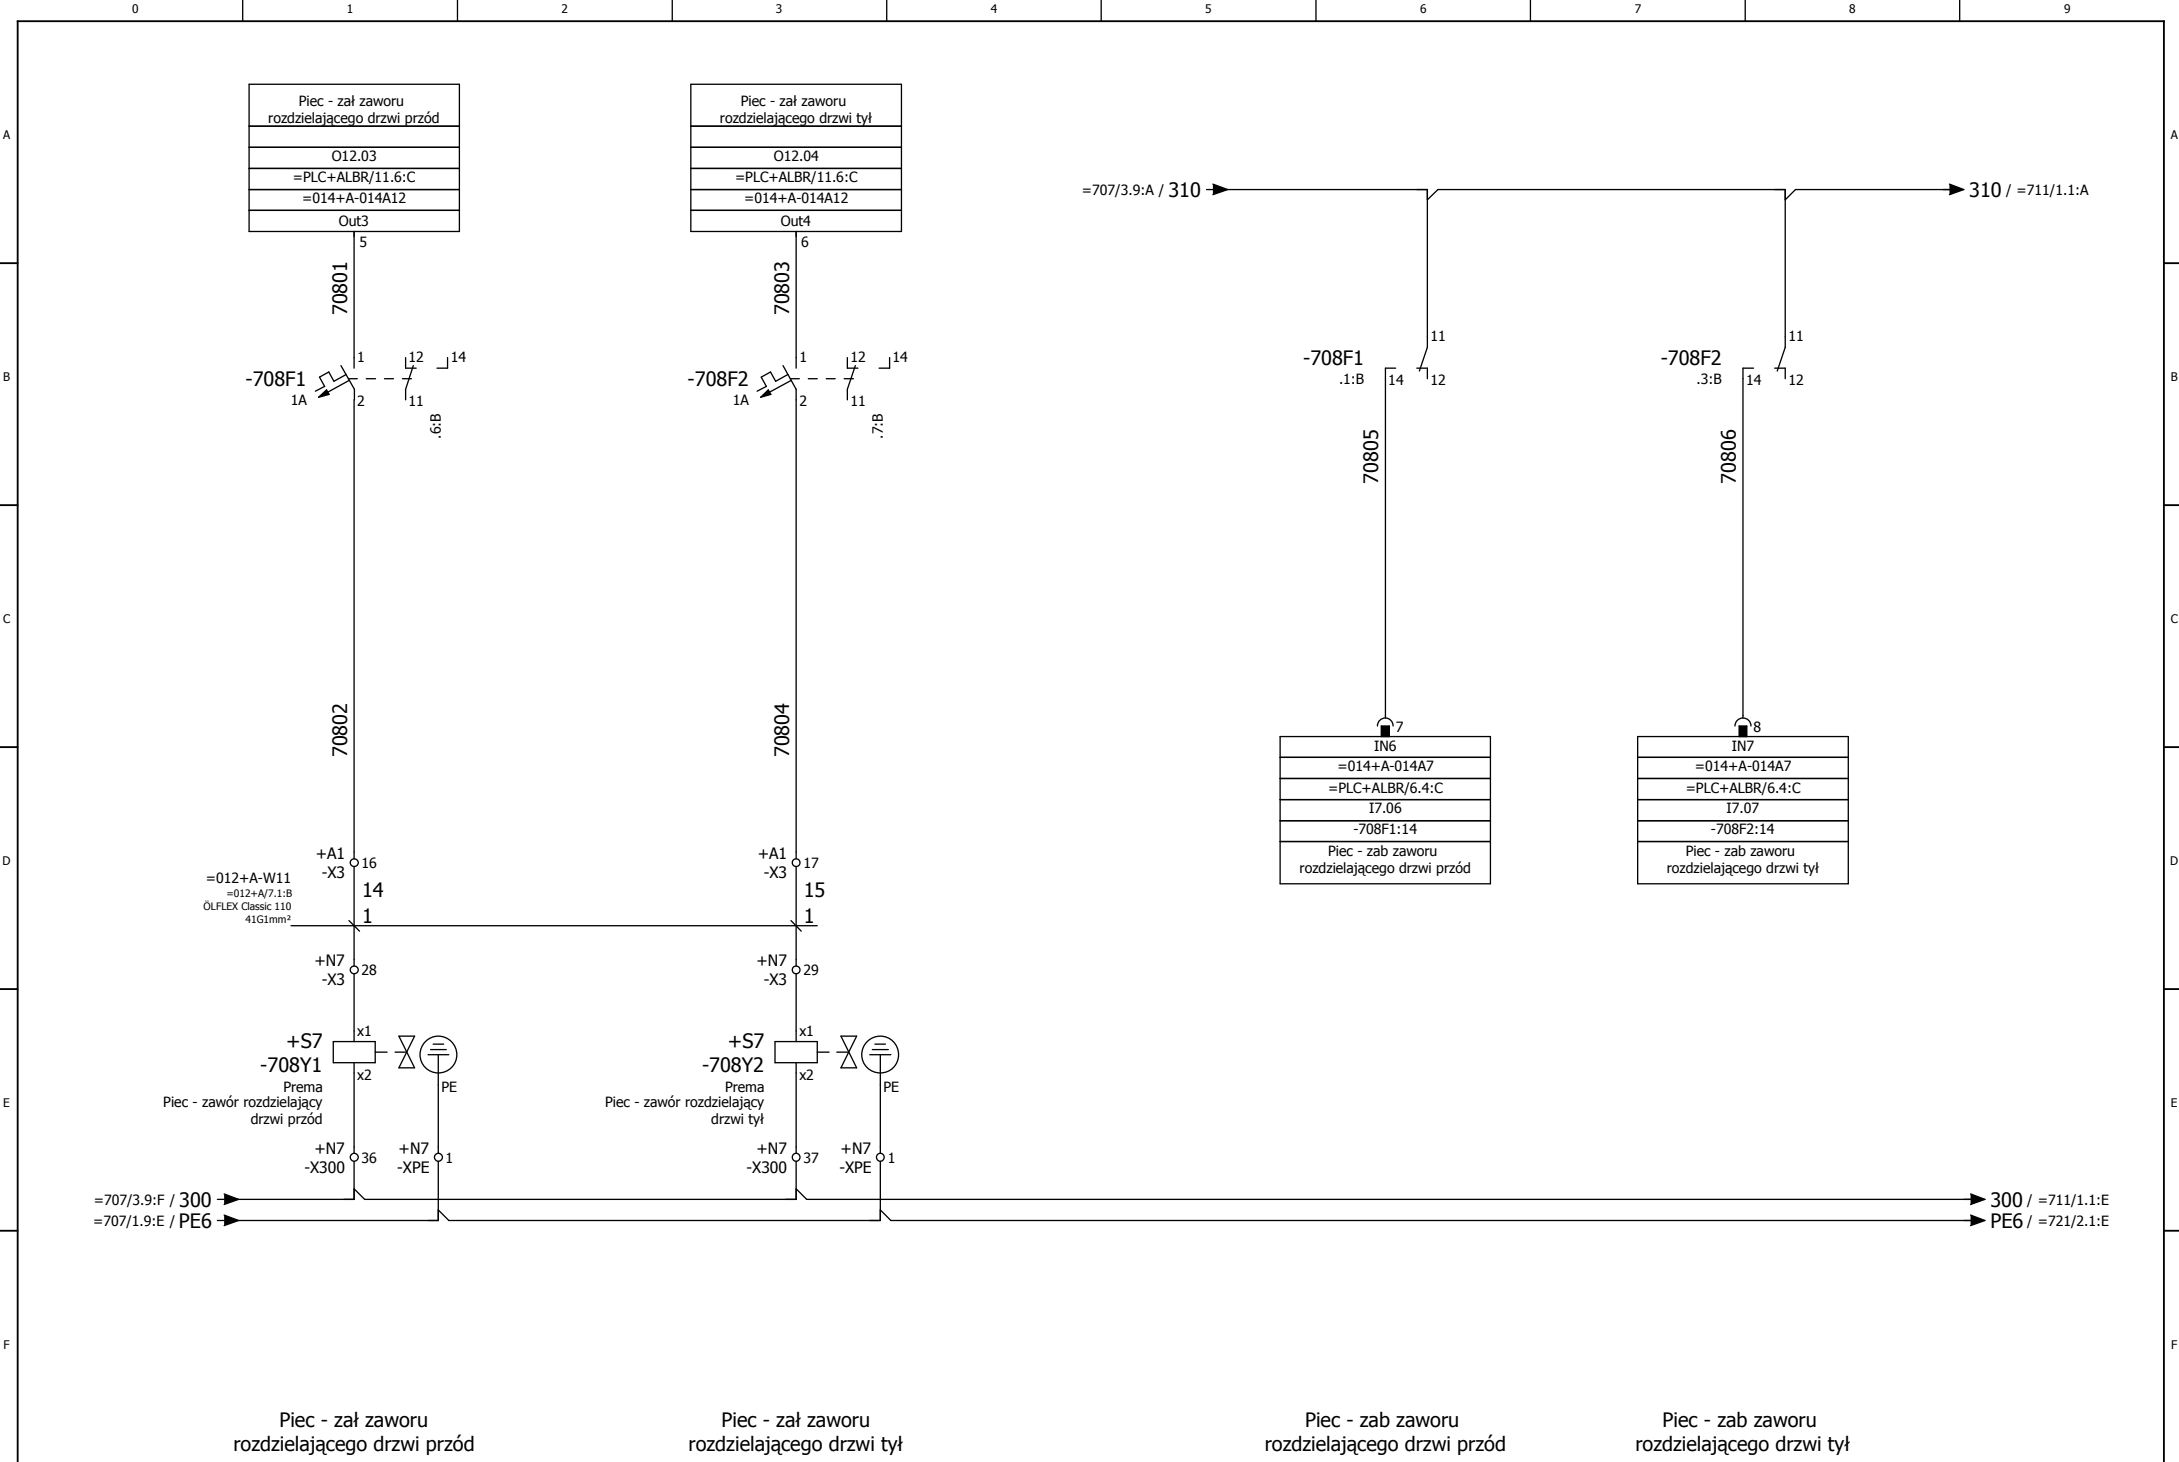 0 1 2 3 4 5 6 7 8 9
A
B
C
D
E
F
A
B
C
D
E
F
Piec - zał zaworu
rozdzielającego drzwi przód
O12.03
=PLC+ALBR/11.6:C
=014+A-014A12
Out3
5
70801
-708F1
1A
1
2
12
14
11
.6:B
70802
+A1
-X3
16
14
1
=012+A-W11
=012+A/7.1:B
ÖLFLEX Classic 110
41G1mm²
+N7
-X3
28
+S7
-708Y1
x1
x2
Prema
Piec - zawór rozdzielający
drzwi przód
PE
+N7
-X300
36
+N7
-XPE
1
Piec - zał zaworu
rozdzielającego drzwi tył
O12.04
=PLC+ALBR/11.6:C
=014+A-014A12
Out4
6
70803
-708F2
1A
1
2
12
14
11
.7:B
70804
+A1
-X3
17
15
1
+N7
-X3
29
+S7
-708Y2
x1
x2
Prema
Piec - zawór rozdzielający
drzwi tył
PE
+N7
-X300
37
+N7
-XPE
1
=707/3.9:A / 310
310 / =711/1.1:A
-708F1
.1:B
11
14
12
70805
7
IN6
=014+A-014A7
=PLC+ALBR/6.4:C
I7.06
-708F1:14
Piec - zab zaworu
rozdzielającego drzwi przód
-708F2
.3:B
11
14
12
70806
8
IN7
=014+A-014A7
=PLC+ALBR/6.4:C
I7.07
-708F2:14
Piec - zab zaworu
rozdzielającego drzwi tył
=707/3.9:F / 300
300 / =711/1.1:E
=707/1.9:E / PE6
PE6 / =721/2.1:E
Piec - zał zaworu
rozdzielającego drzwi przód
Piec - zał zaworu
rozdzielającego drzwi tył
Piec - zab zaworu
rozdzielającego drzwi przód
Piec - zab zaworu
rozdzielającego drzwi tył